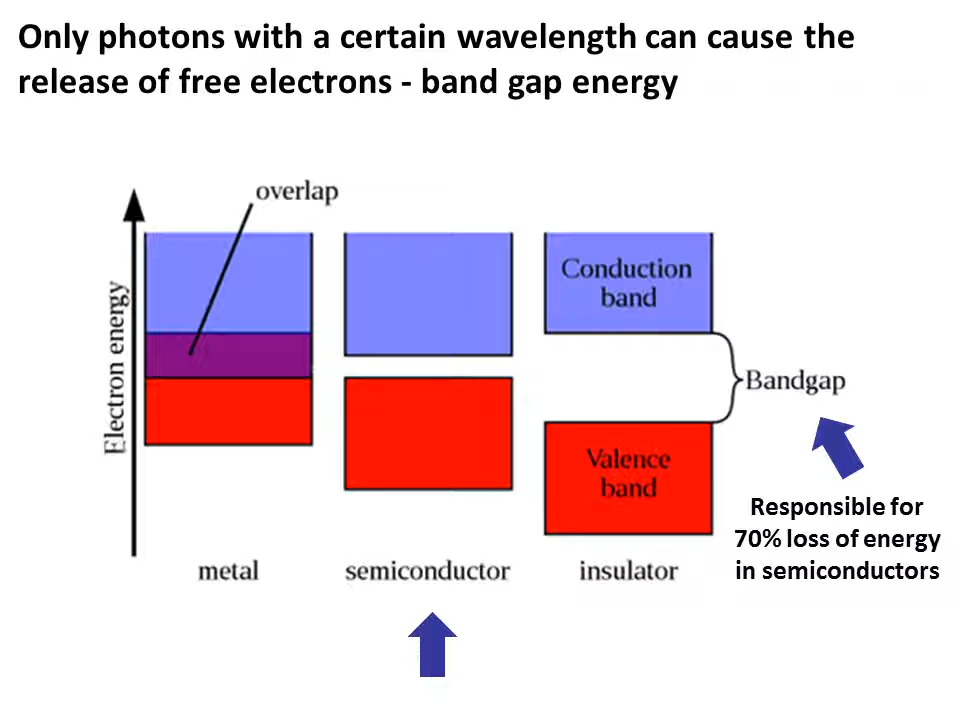 Only photons with a certain wavelength can cause the
release of free electrons - band gap energy
overlap
Electron energy
Conduction
band
Bandgap
Valence
band
Responsible for
70% loss of energy
in semiconductors
metal
semiconductor
insulator